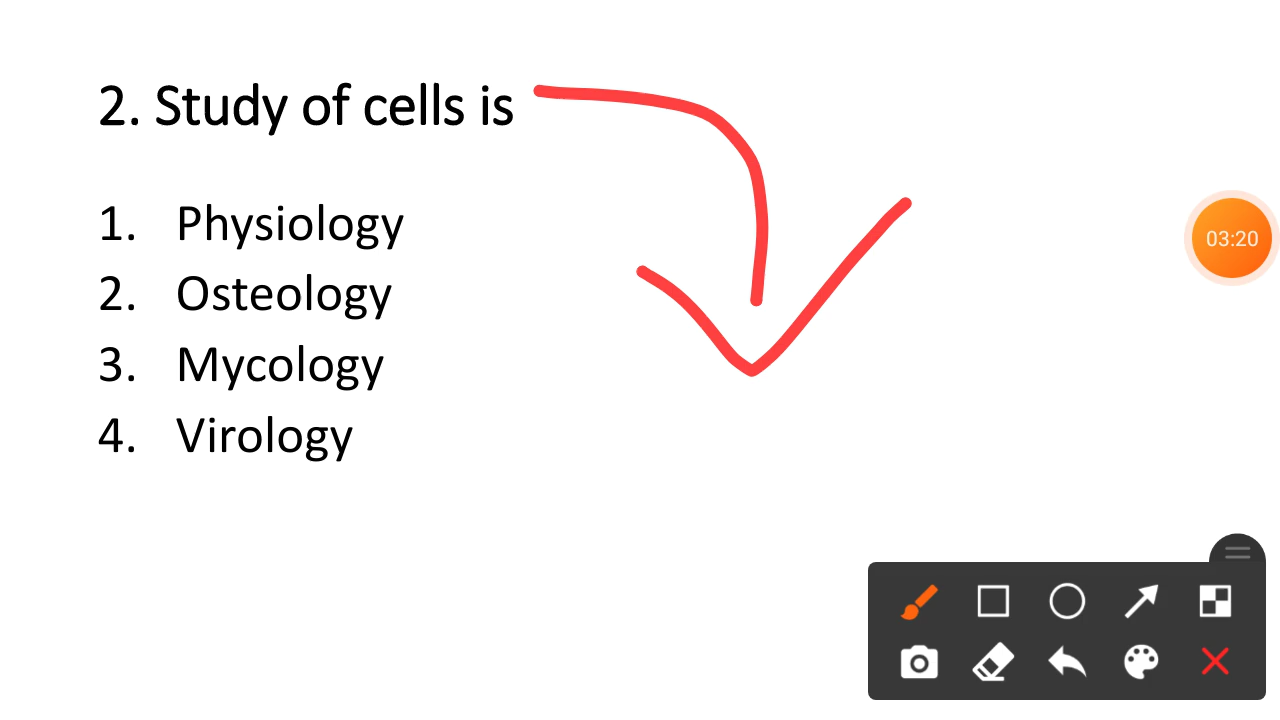 2. Study of cells is
1. Physiology
2. Osteology
3. Mycology
4. Virology
03:20